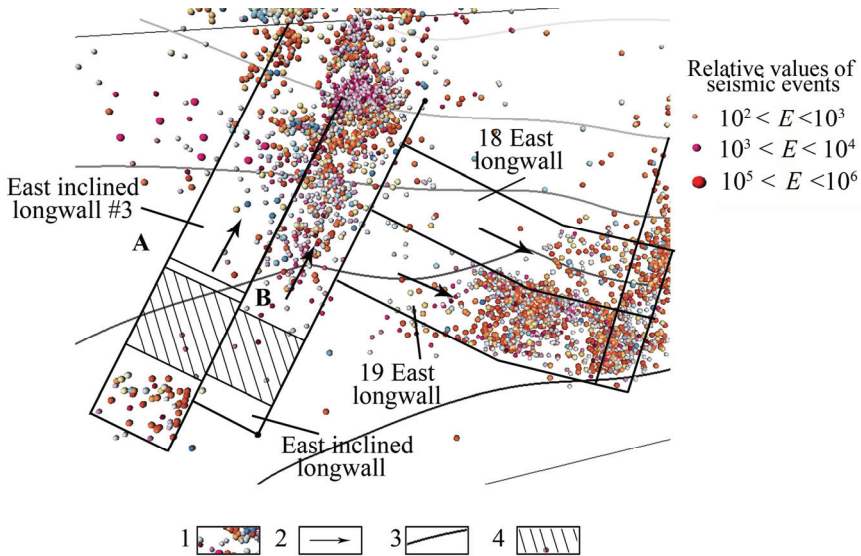 Relative values of
seismic events
10² < E <10³
10³ < E < 10⁴
10⁵ < E <10⁶
18 East
longwall
East inclined
longwall #3
A
B
19 East
longwall
East inclined
longwall
1 2 3 4